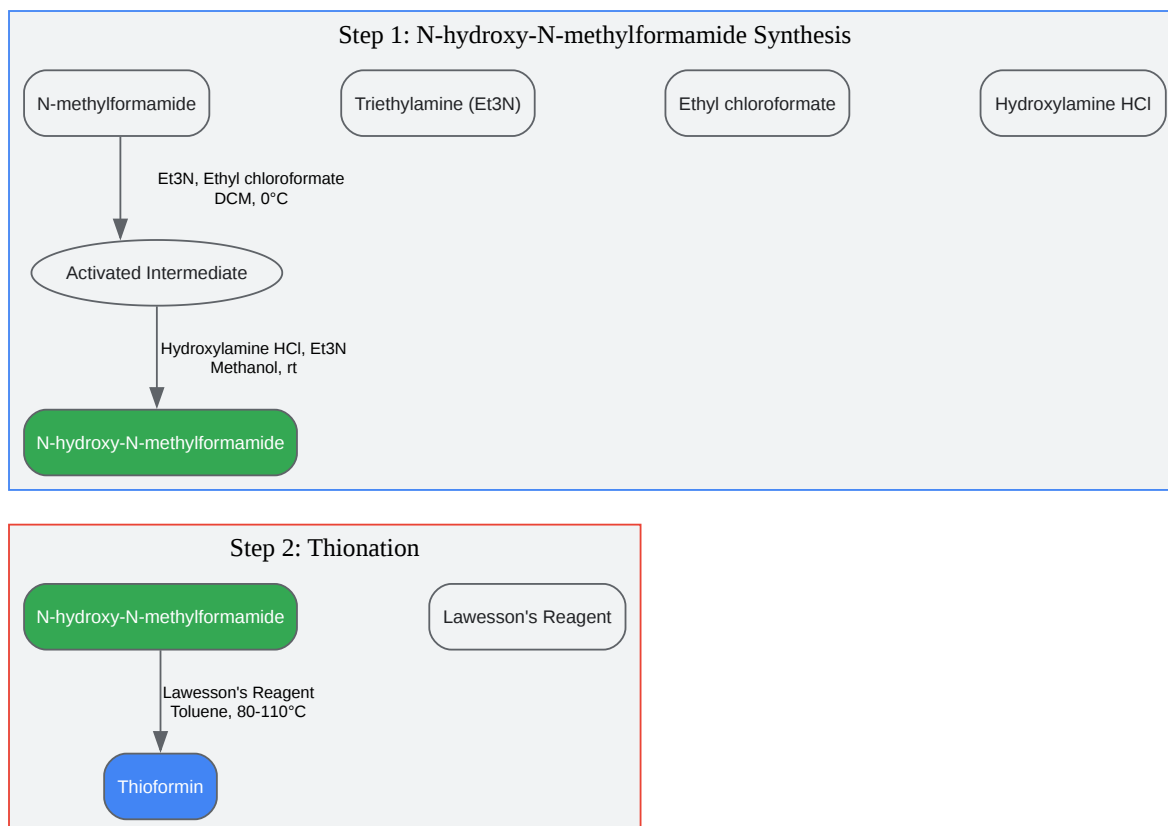 Step 1: N-hydroxy-N-methylformamide Synthesis
N-methylformamide
Triethylamine (Et3N)
Ethyl chloroformate
Hydroxylamine HCl
Et3N, Ethyl chloroformate
DCM, 0°C
Activated Intermediate
Hydroxylamine HCl, Et3N
Methanol, rt
N-hydroxy-N-methylformamide
Step 2: Thionation
N-hydroxy-N-methylformamide
Lawesson's Reagent
Lawesson's Reagent
Toluene, 80-110°C
Thioformin